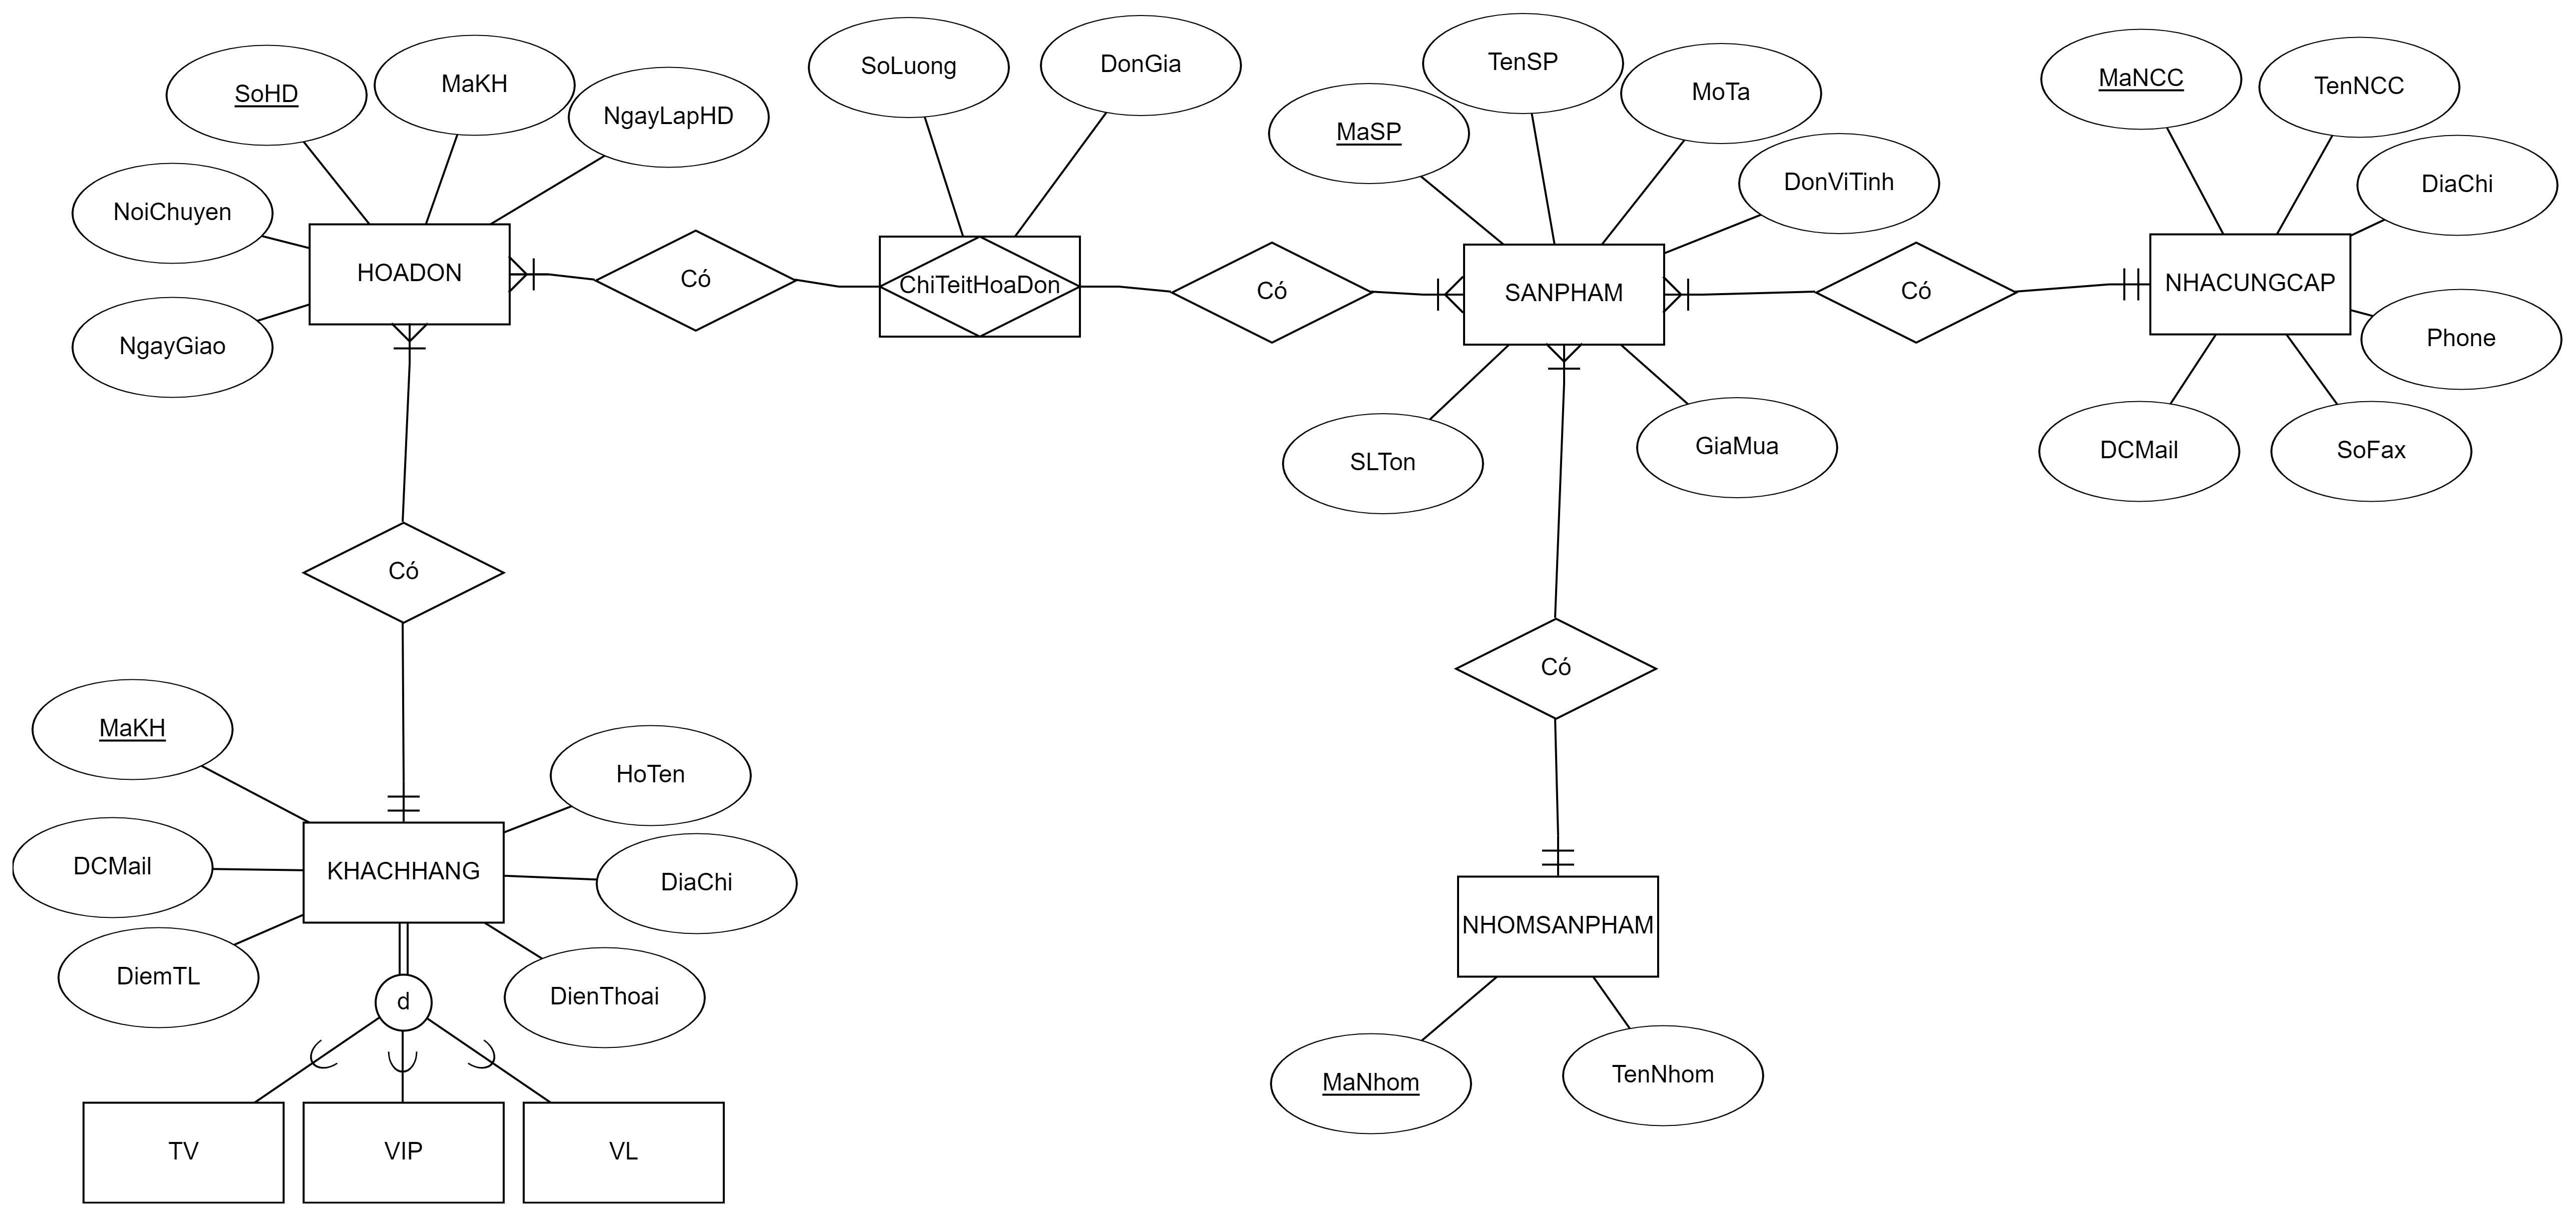 SoHD
MaKH
NgayLapHD
NoiChuyen
NgayGiao
HOADON
Có
SoLuong
DonGia
ChiTeitHoaDon
Có
MaSP
TenSP
MoTa
DonViTinh
SANPHAM
SLTon
GiaMua
Có
MaNCC
TenNCC
DiaChi
NHACUNGCAP
Phone
DCMail
SoFax
Có
Có
MaKH
HoTen
DCMail
KHACHHANG
DiaChi
DiemTL
d
DienThoai
TV
VIP
VL
NHOMSANPHAM
MaNhom
TenNhom